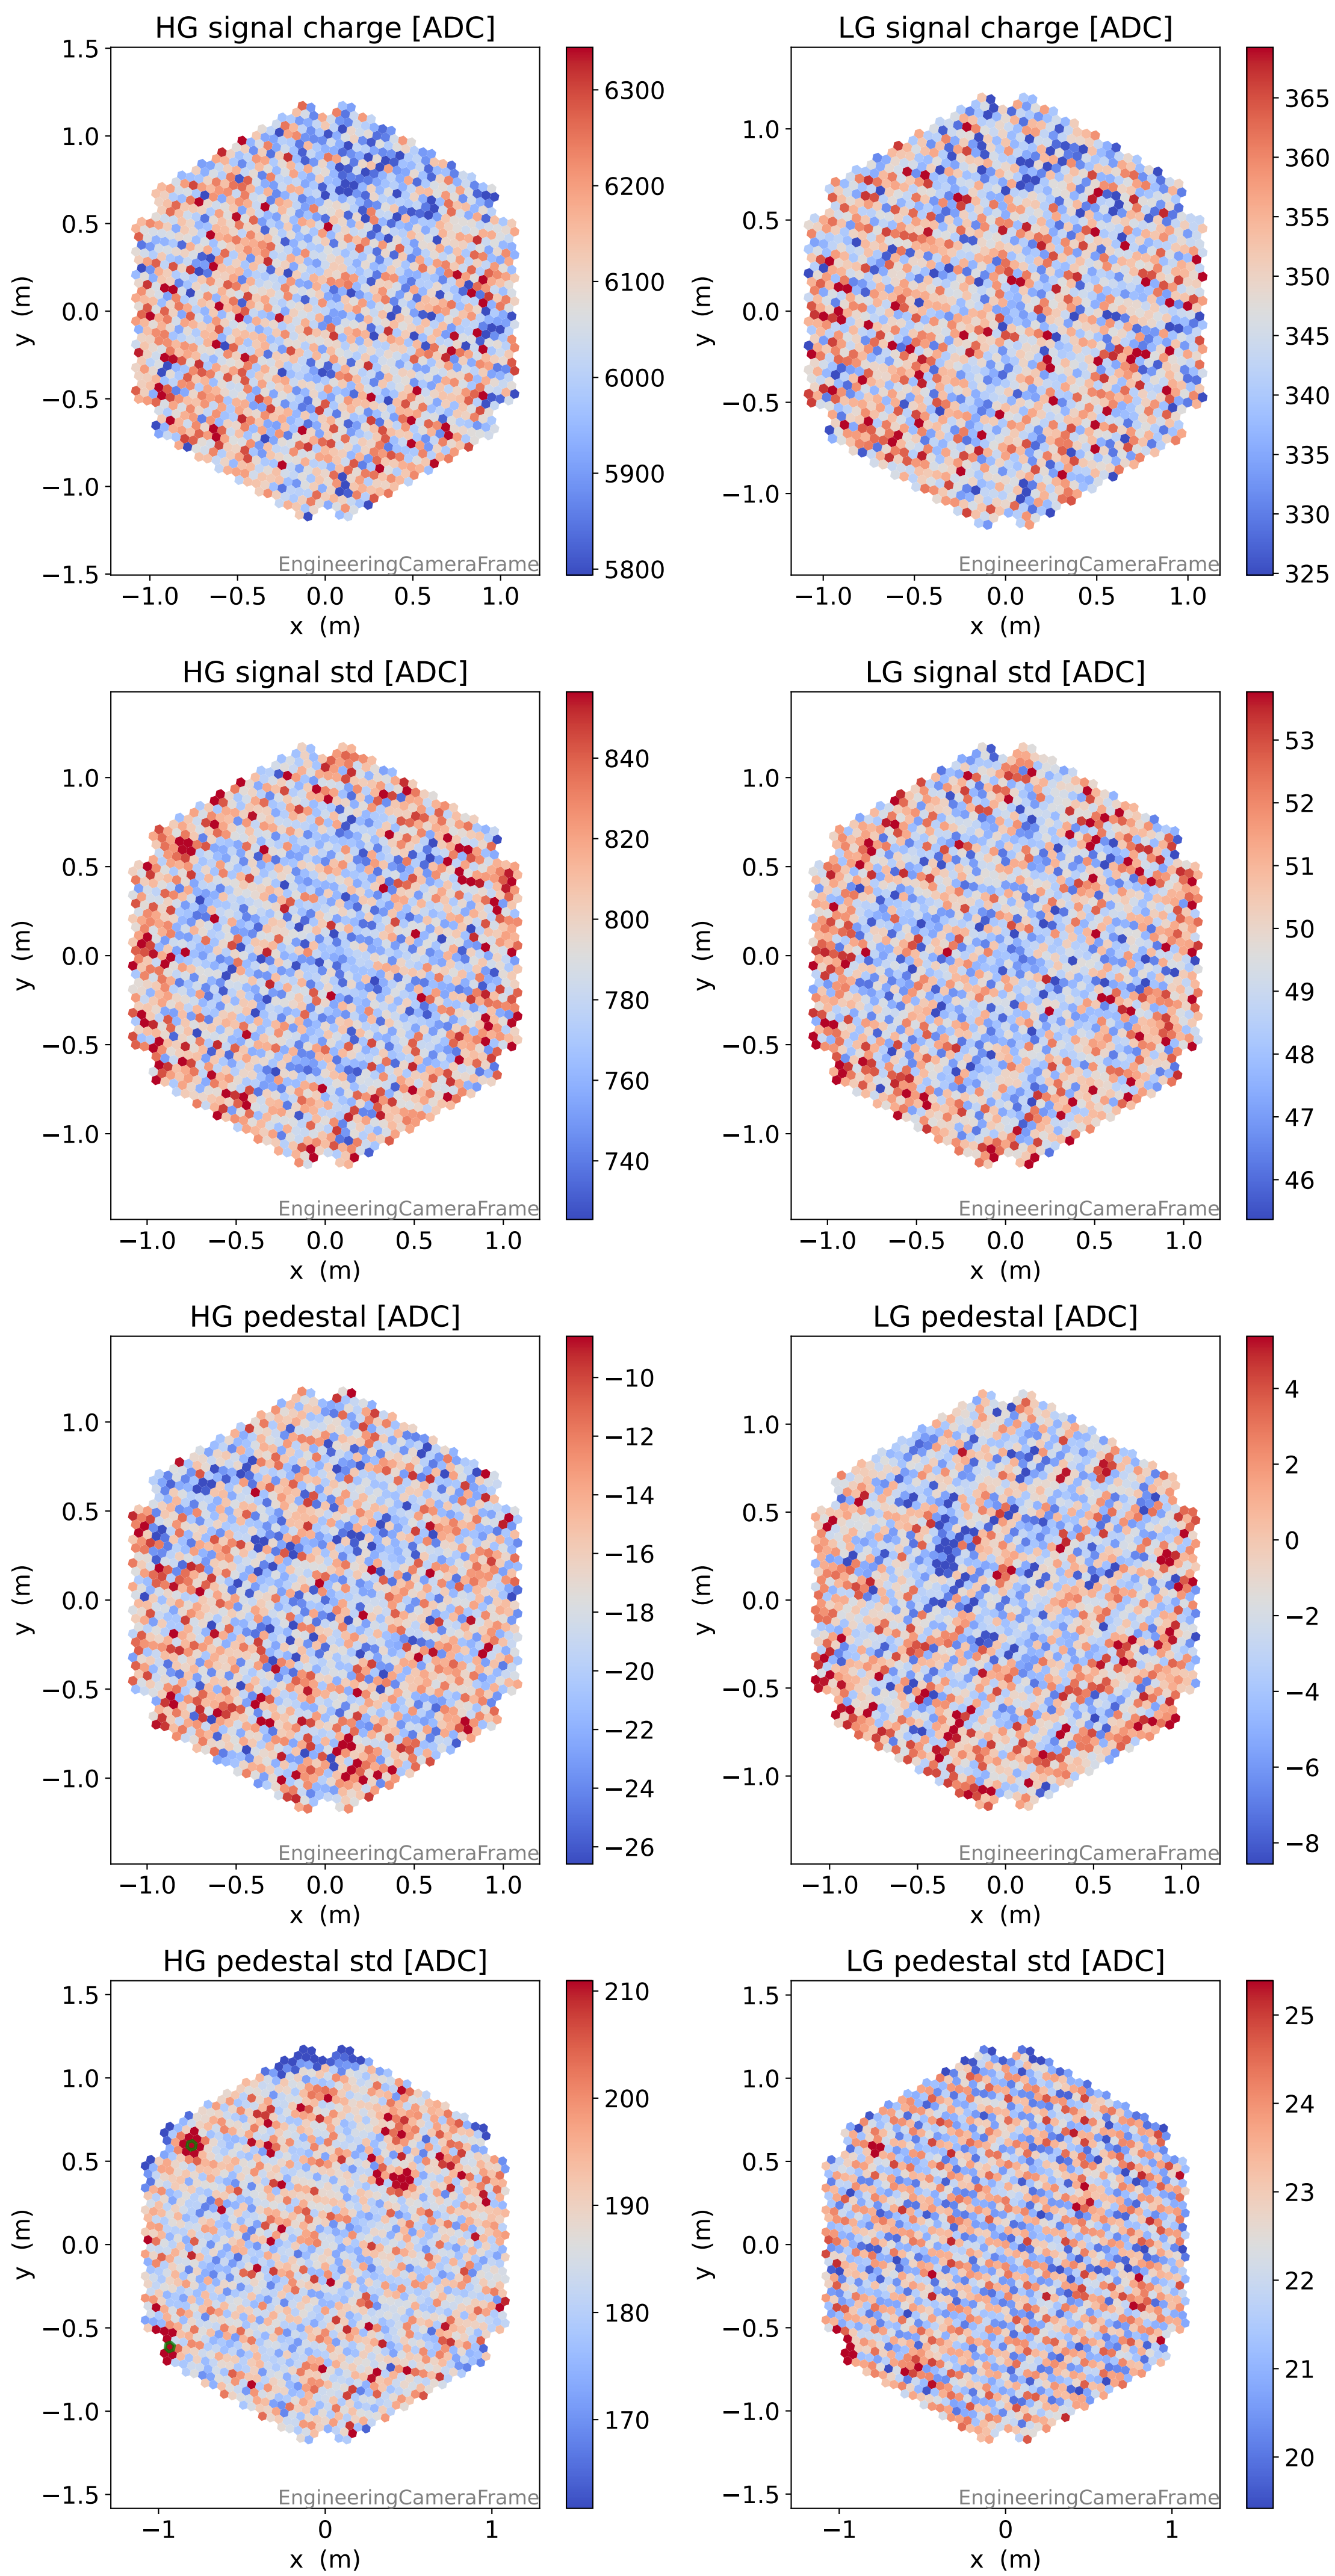 HG signal charge [ADC]
1.5
1.0
0.5
0.0
−0.5
−1.0
−1.5
y (m)
−1.0 −0.5 0.0 0.5 1.0
x (m)
EngineeringCameraFrame
6300
6200
6100
6000
5900
5800
LG signal charge [ADC]
1.0
0.5
0.0
−0.5
−1.0
y (m)
−1.0 −0.5 0.0 0.5 1.0
x (m)
EngineeringCameraFrame
365
360
355
350
345
340
335
330
325
HG signal std [ADC]
1.0
0.5
0.0
−0.5
−1.0
y (m)
−1.0 −0.5 0.0 0.5 1.0
x (m)
EngineeringCameraFrame
840
820
800
780
760
740
LG signal std [ADC]
1.0
0.5
0.0
−0.5
−1.0
y (m)
−1.0 −0.5 0.0 0.5 1.0
x (m)
EngineeringCameraFrame
53
52
51
50
49
48
47
46
HG pedestal [ADC]
1.0
0.5
0.0
−0.5
−1.0
y (m)
−1.0 −0.5 0.0 0.5 1.0
x (m)
EngineeringCameraFrame
−10
−12
−14
−16
−18
−20
−22
−24
−26
LG pedestal [ADC]
1.0
0.5
0.0
−0.5
−1.0
y (m)
−1.0 −0.5 0.0 0.5 1.0
x (m)
EngineeringCameraFrame
4
2
0
−2
−4
−6
−8
HG pedestal std [ADC]
1.5
1.0
0.5
0.0
−0.5
−1.0
−1.5
y (m)
−1 0 1
x (m)
EngineeringCameraFrame
210
200
190
180
170
LG pedestal std [ADC]
1.5
1.0
0.5
0.0
−0.5
−1.0
−1.5
y (m)
−1 0 1
x (m)
EngineeringCameraFrame
25
24
23
22
21
20